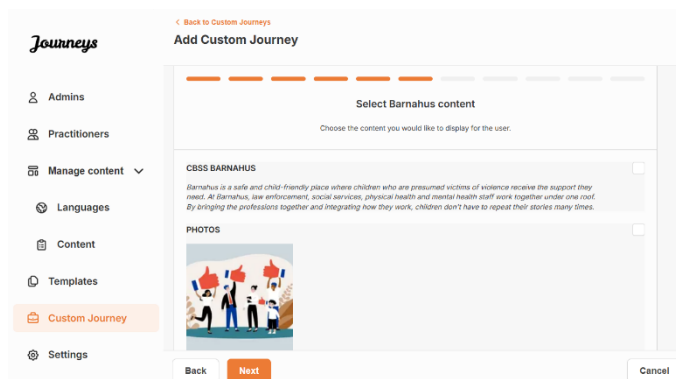 < Back to Custom Journeys
Journeys
Add Custom Journey
Admins
Practitioners
Manage content
Languages
Content
Templates
Custom Journey
Settings
Select Barnahus content
Choose the content you would like to display for the user.
CBSS BARNAHUS
Barnahus is a safe and child-friendly place where children who are presumed victims of violence receive the support they
need. At Barnahus, law enforcement, social services, physical health and mental health staff work together under one roof.
By bringing the professions together and integrating how they work, children don't have to repeat their stories many times.
PHOTOS
Back
Next
Cancel